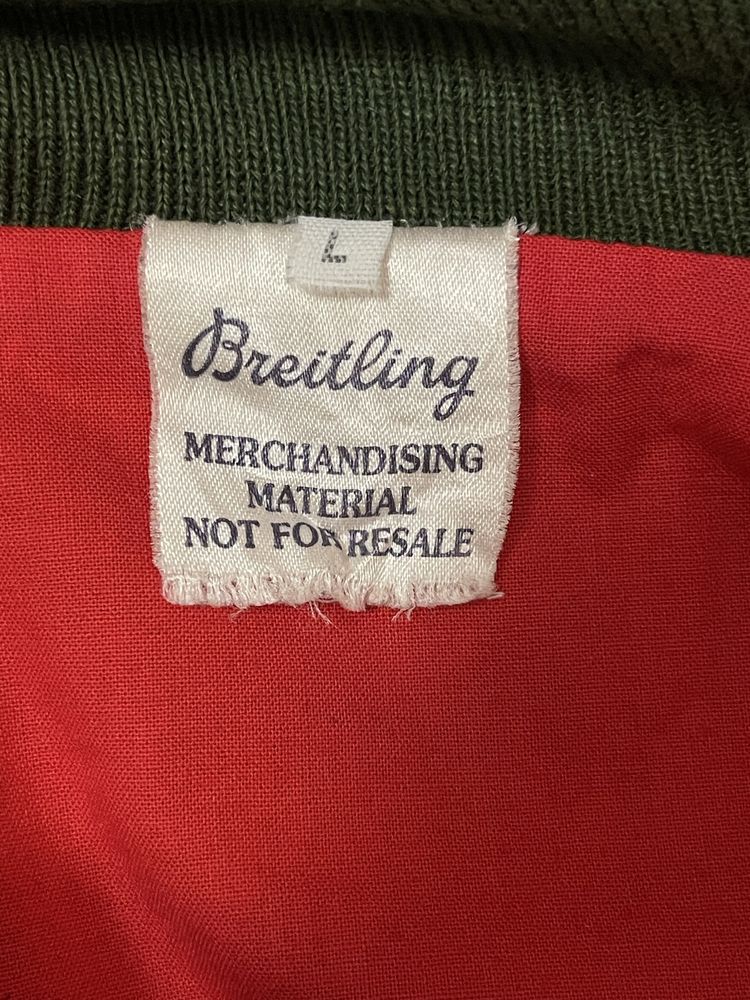 L
Breitling
MERCHANDISING
MATERIAL
NOT FOR RESALE